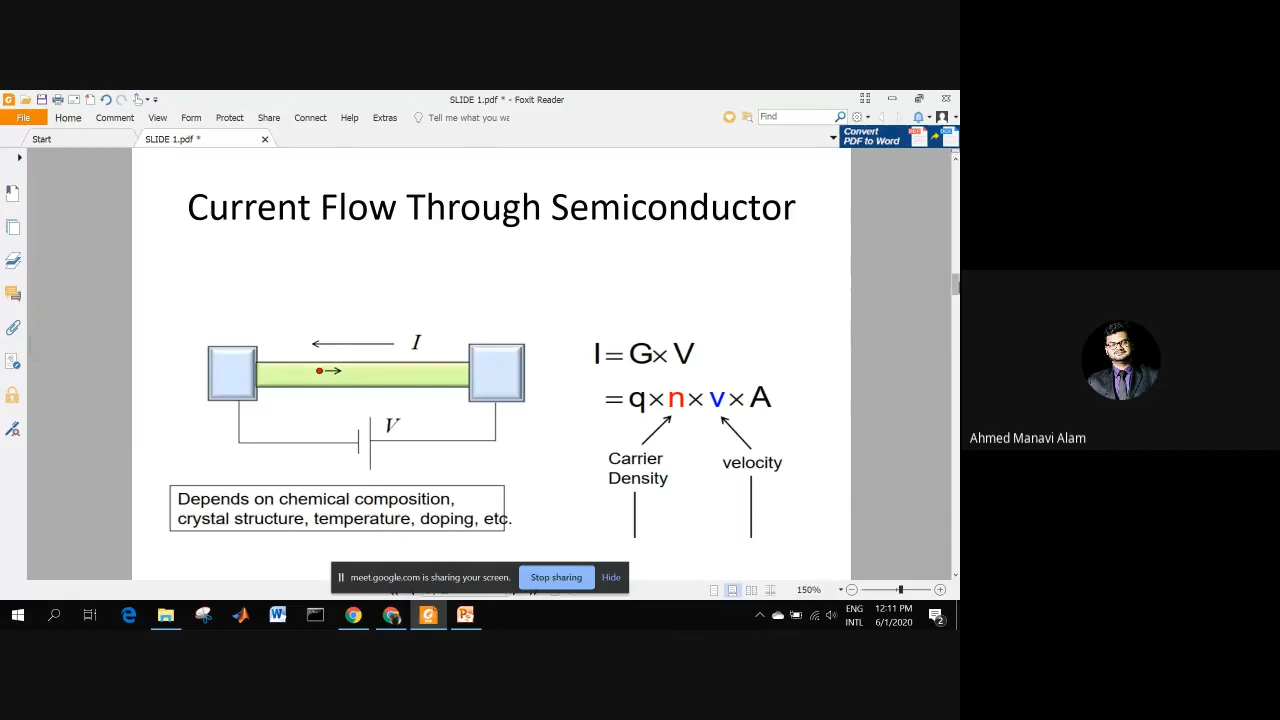 SLIDE 1.pdf * - Foxit Reader
File Home Comment View Form Protect Share Connect Help Extras Tell me what you wa
Find
Start
SLIDE 1.pdf *
Convert
PDF to Word
Current Flow Through Semiconductor
I
V
I = G × V
= q × n × v × A
Carrier
Density
velocity
Depends on chemical composition,
crystal structure, temperature, doping, etc.
meet.google.com is sharing your screen. Stop sharing Hide
150%
ENG
INTL
12:11 PM
6/1/2020
2
Ahmed Manavi Alam